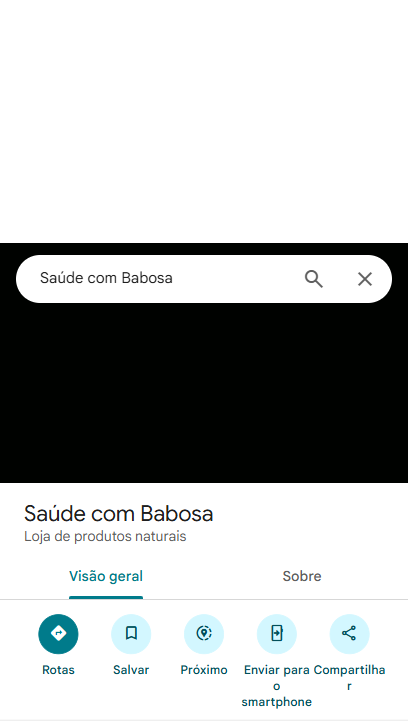 Saúde com Babosa
Saúde com Babosa
Loja de produtos naturais
Visão geral
Sobre
Rotas
Salvar
Próximo
Enviar para
o
smartphone
Compartilha
r